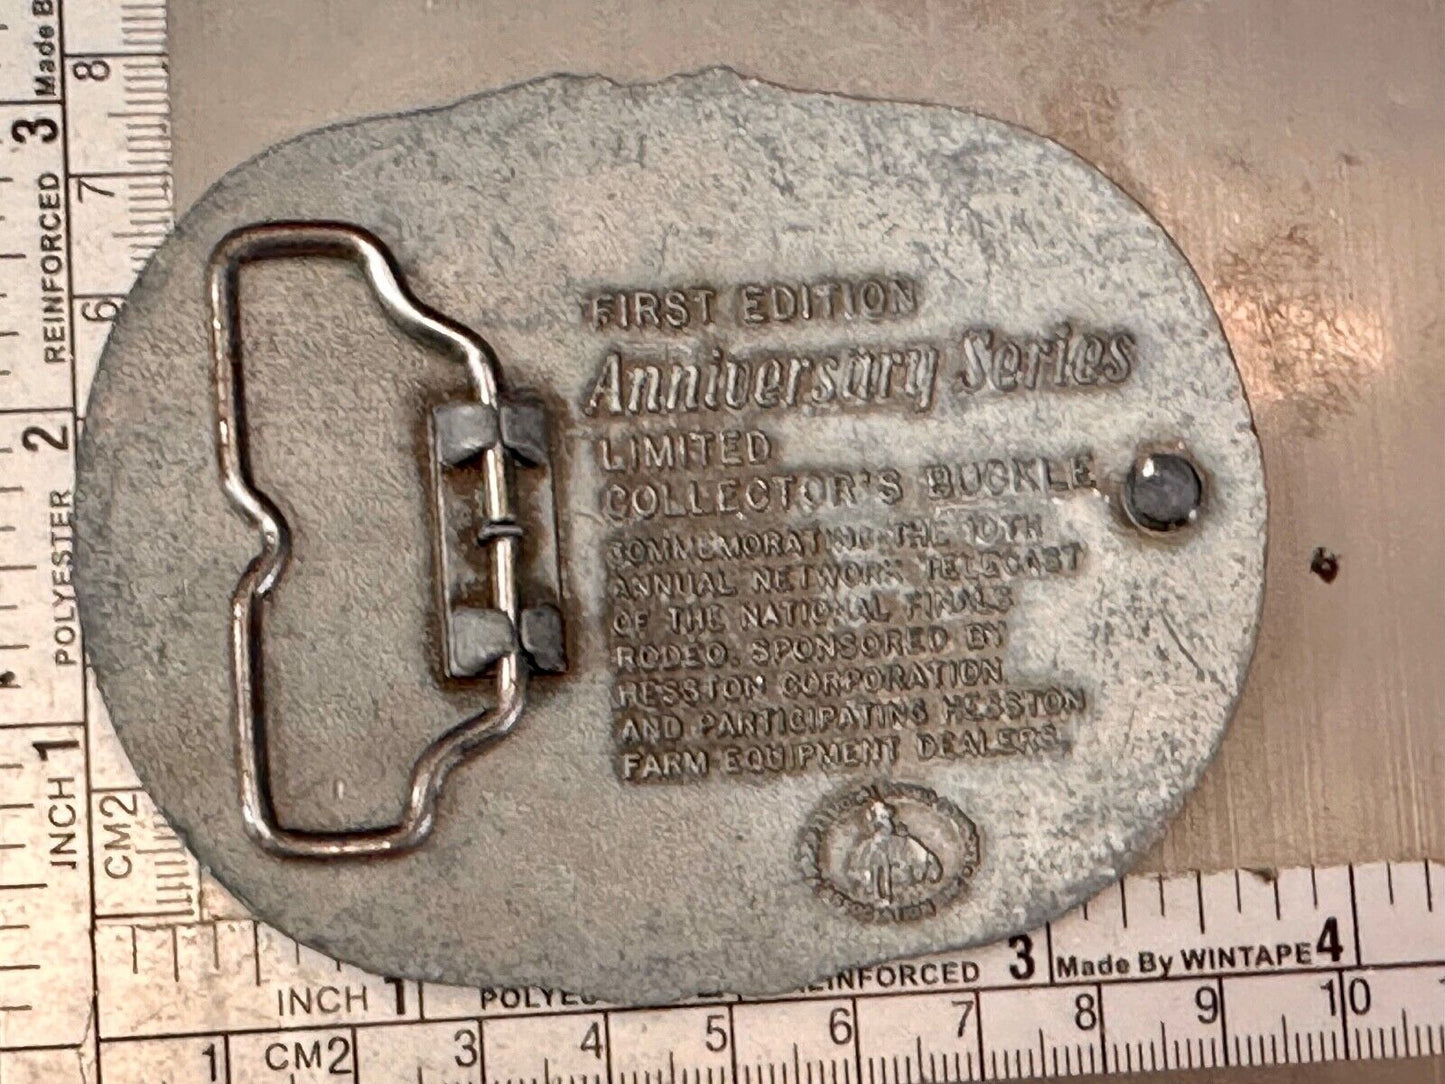 FIRST EDITION
Anniversary Series
LIMITED
COLLECTOR'S BUCKLE
COMMEMORATING THE 10TH
ANNUAL NETWORK TELECAST
OF THE NATIONAL FINALS
RODEO. SPONSORED BY
HESSTON CORPORATION
AND PARTICIPATING HESSTON
FARM EQUIPMENT DEALERS.
INCH 1 POLYESTER 2 REINFORCED 3 Made B
CM2 6 7 8
INCH 1 POLYES REINFORCED 3 Made By WINTAPE 4
1 CM2 3 4 5 6 7 8 9 10